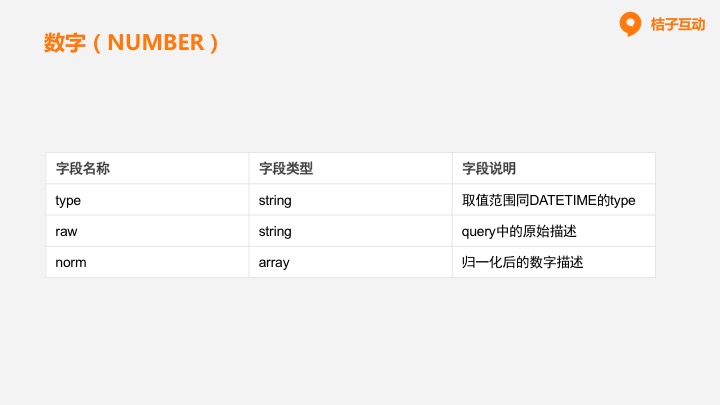 桔子互动
数字（NUMBER）
字段名称 字段类型 字段说明
type string 取值范围同DATETIME的type
raw string query中的原始描述
norm array 归一化后的数字描述